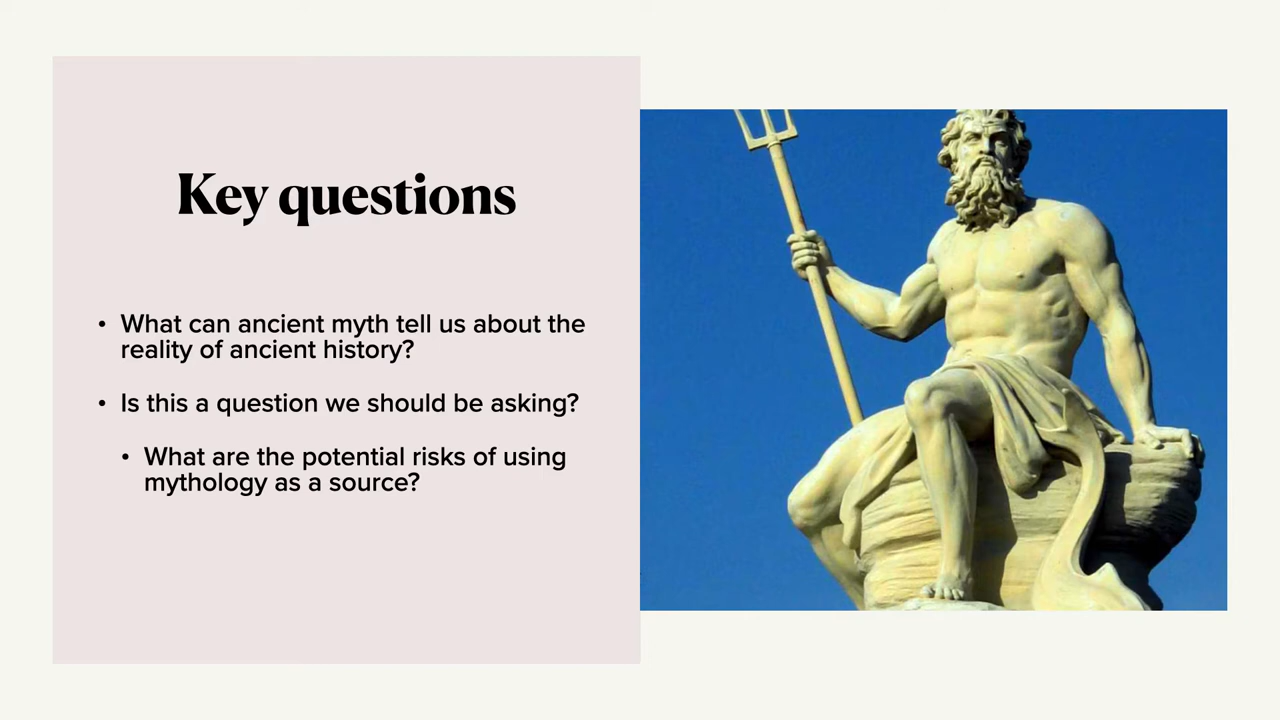 Key questions
• What can ancient myth tell us about the
reality of ancient history?
• Is this a question we should be asking?
• What are the potential risks of using
mythology as a source?